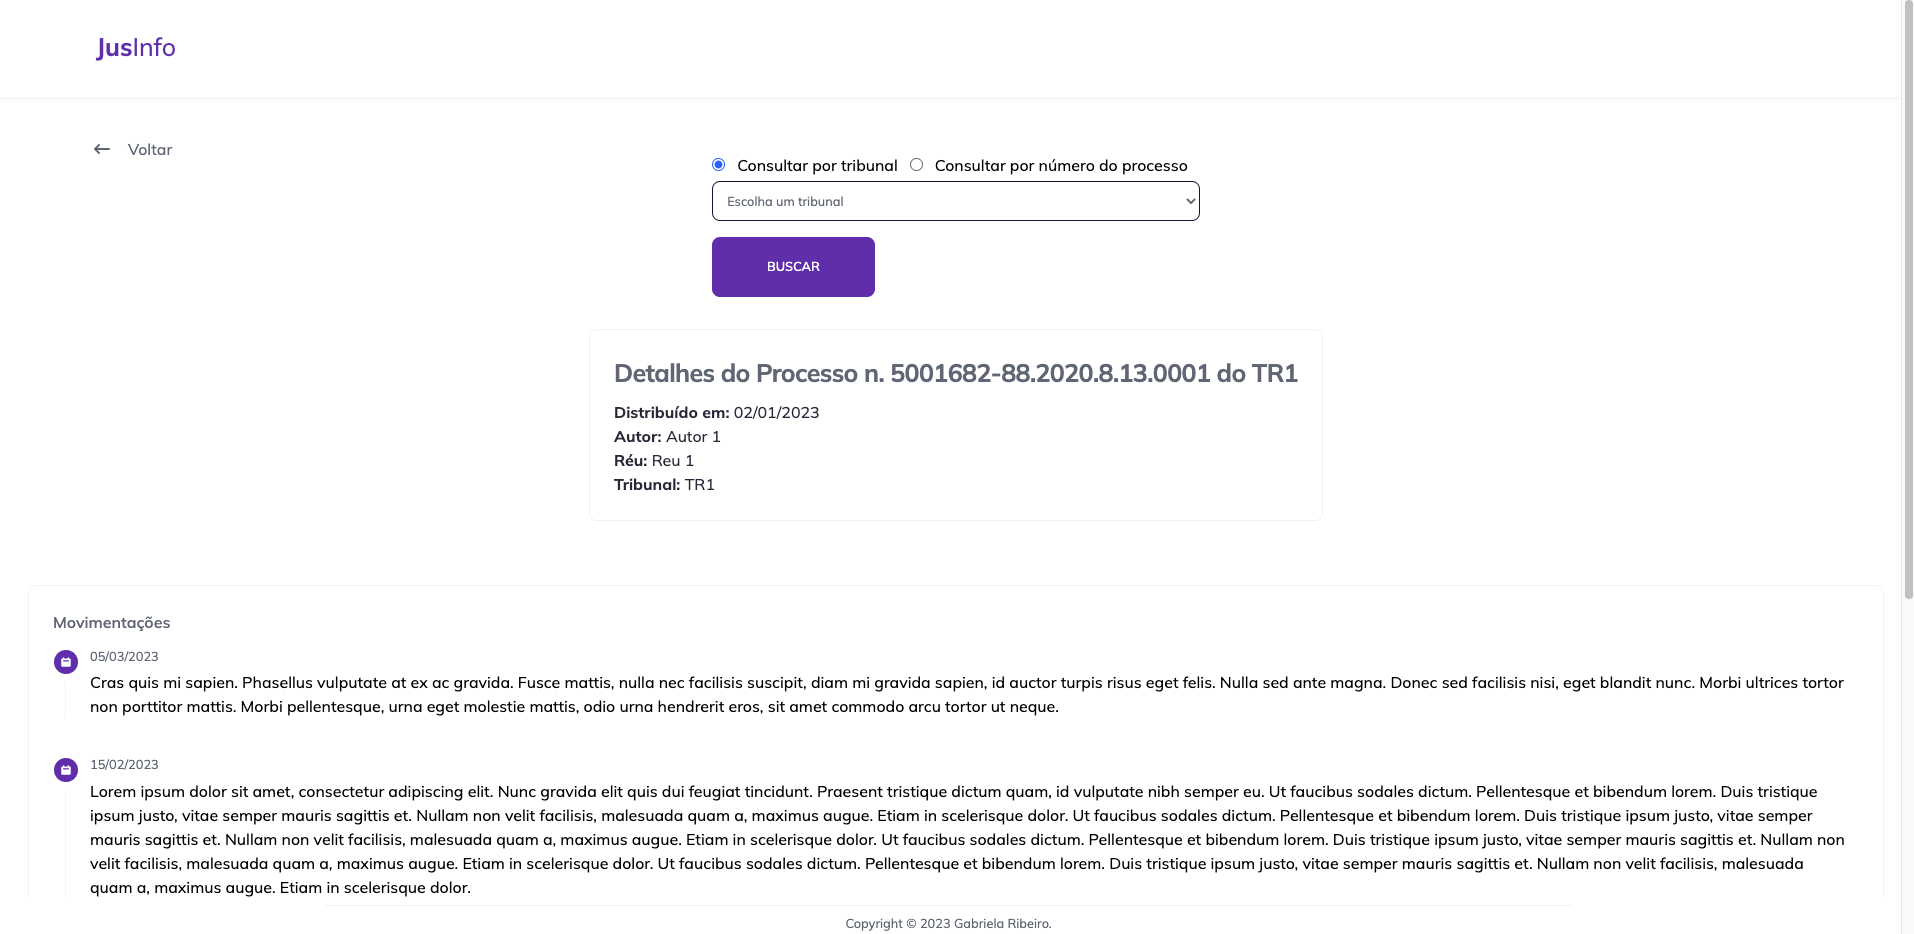 JusInfo
Voltar
Consultar por tribunal Consultar por número do processo
Escolha um tribunal
BUSCAR
Detalhes do Processo n. 5001682-88.2020.8.13.0001 do TR1
Distribuído em: 02/01/2023
Autor: Autor 1
Réu: Reu 1
Tribunal: TR1
Movimentações
05/03/2023
Cras quis mi sapien. Phasellus vulputate at ex ac gravida. Fusce mattis, nulla nec facilisis suscipit, diam mi gravida sapien, id auctor turpis risus eget felis. Nulla sed ante magna. Donec sed facilisis nisi, eget blandit nunc. Morbi ultrices tortor
non porttitor mattis. Morbi pellentesque, urna eget molestie mattis, odio urna hendrerit eros, sit amet commodo arcu tortor ut neque.
15/02/2023
Lorem ipsum dolor sit amet, consectetur adipiscing elit. Nunc gravida elit quis dui feugiat tincidunt. Praesent tristique dictum quam, id vulputate nibh semper eu. Ut faucibus sodales dictum. Pellentesque et bibendum lorem. Duis tristique
ipsum justo, vitae semper mauris sagittis et. Nullam non velit facilisis, malesuada quam a, maximus augue. Etiam in scelerisque dolor. Ut faucibus sodales dictum. Pellentesque et bibendum lorem. Duis tristique ipsum justo, vitae semper
mauris sagittis et. Nullam non velit facilisis, malesuada quam a, maximus augue. Etiam in scelerisque dolor. Ut faucibus sodales dictum. Pellentesque et bibendum lorem. Duis tristique ipsum justo, vitae semper mauris sagittis et. Nullam non
velit facilisis, malesuada quam a, maximus augue. Etiam in scelerisque dolor. Ut faucibus sodales dictum. Pellentesque et bibendum lorem. Duis tristique ipsum justo, vitae semper mauris sagittis et. Nullam non velit facilisis, malesuada
quam a, maximus augue. Etiam in scelerisque dolor.
Copyright © 2023 Gabriela Ribeiro.